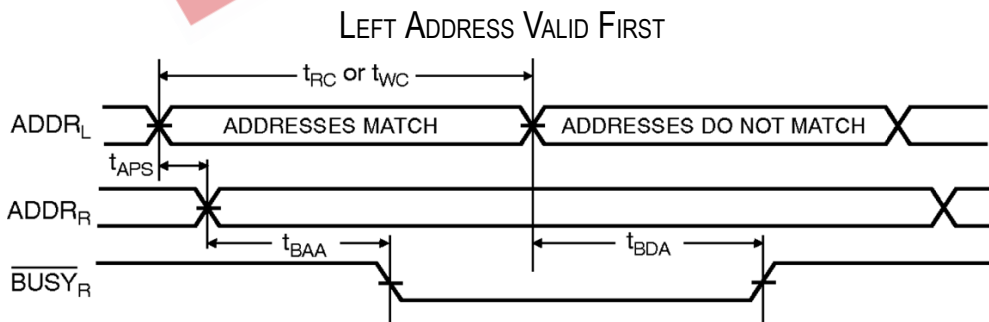 LEFT ADDRESS VALID FIRST
tRC or tWC
ADDRL ADDRESSES MATCH ADDRESSES DO NOT MATCH
tAPS
ADDRR
tBAA tBDA
BUSYR